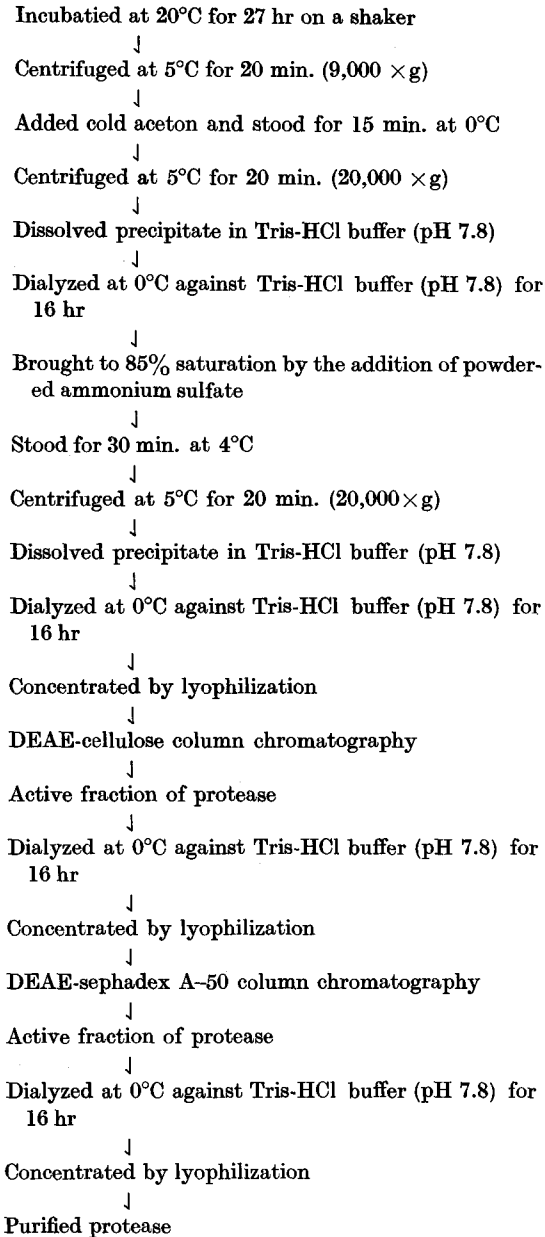 Incubatied at 20°C for 27 hr on a shaker
↓
Centrifuged at 5°C for 20 min. (9,000 ×g)
↓
Added cold aceton and stood for 15 min. at 0°C
↓
Centrifuged at 5°C for 20 min. (20,000 ×g)
↓
Dissolved precipitate in Tris-HCl buffer (pH 7.8)
↓
Dialyzed at 0°C against Tris-HCl buffer (pH 7.8) for
16 hr
↓
Brought to 85% saturation by the addition of powder-
ed ammonium sulfate
↓
Stood for 30 min. at 4°C
↓
Centrifuged at 5°C for 20 min. (20,000×g)
↓
Dissolved precipitate in Tris-HCl buffer (pH 7.8)
↓
Dialyzed at 0°C against Tris-HCl buffer (pH 7.8) for
16 hr
↓
Concentrated by lyophilization
↓
DEAE-cellulose column chromatography
↓
Active fraction of protease
↓
Dialyzed at 0°C against Tris-HCl buffer (pH 7.8) for
16 hr
↓
Concentrated by lyophilization
↓
DEAE-sephadex A–50 column chromatography
↓
Active fraction of protease
↓
Dialyzed at 0°C against Tris-HCl buffer (pH 7.8) for
16 hr
↓
Concentrated by lyophilization
↓
Purified protease